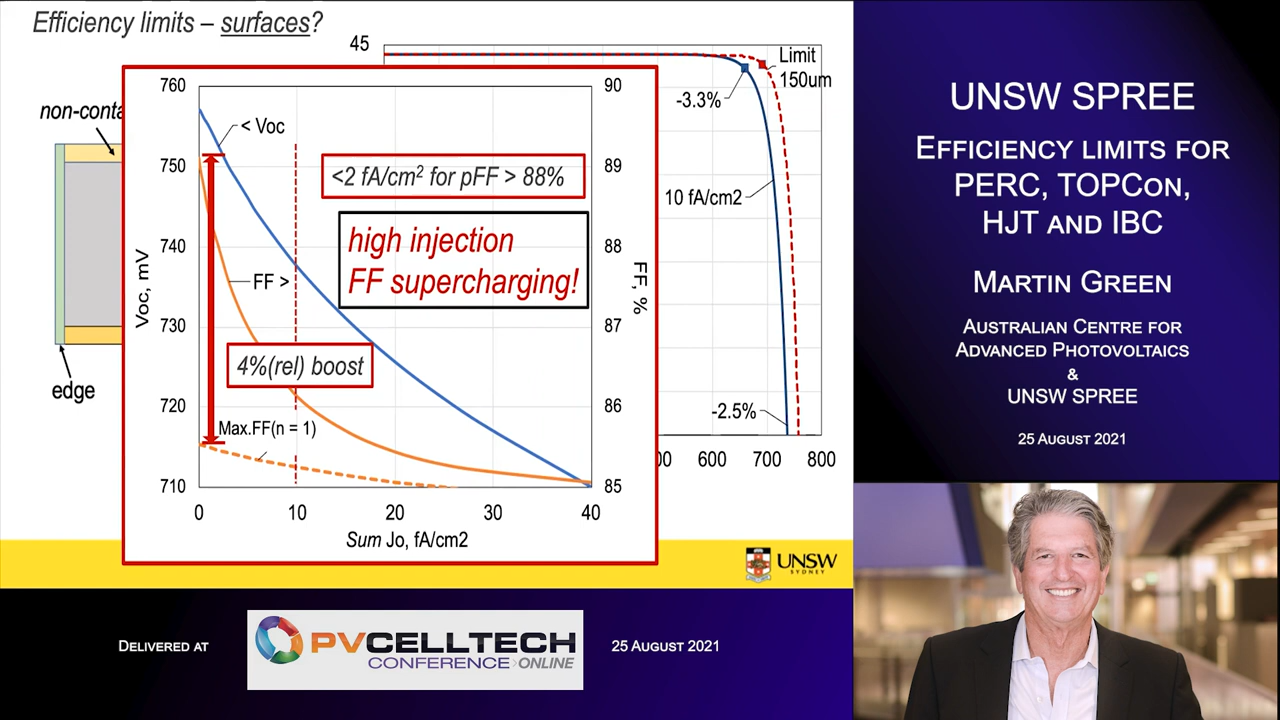 Efficiency limits – surfaces?
45
Limit
150um
-3.3%
10 fA/cm2
-2.5%
600
700
800
non-conta
edge
760
750
740
730
720
710
Voc, mV
90
89
88
87
86
85
FF, %
< Voc
<2 fA/cm2 for pFF > 88%
high injection
FF supercharging!
FF >
4%(rel) boost
Max.FF(n = 1)
0
10
20
30
40
Sum Jo, fA/cm2
UNSW
SYDNEY
DELIVERED AT
PVCELLTECH
CONFERENCE>ONLINE
25 AUGUST 2021
UNSW SPREE
EFFICIENCY LIMITS FOR
PERC, TOPCON,
HJT AND IBC
MARTIN GREEN
AUSTRALIAN CENTRE FOR
ADVANCED PHOTOVOLTAICS
&
UNSW SPREE
25 AUGUST 2021